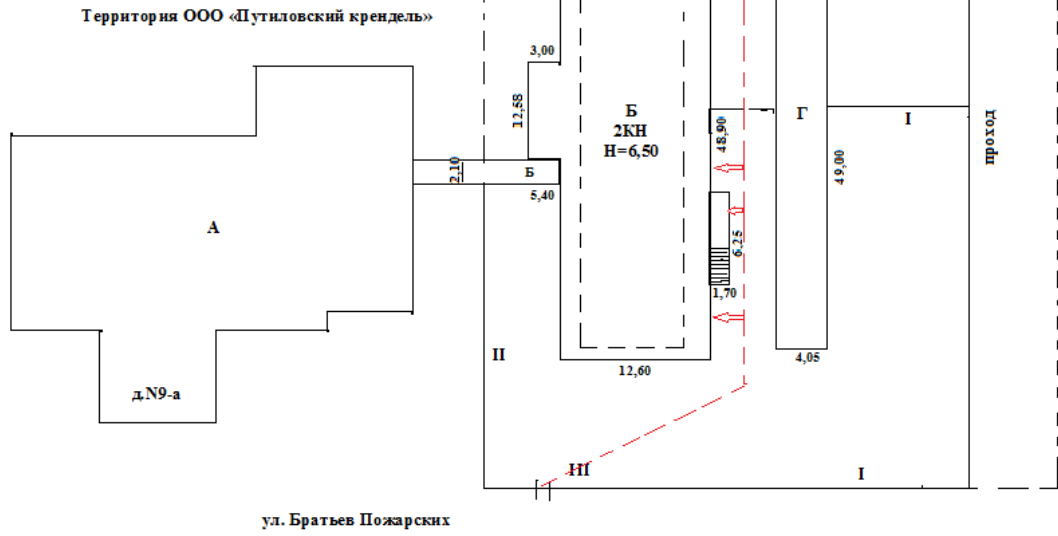 Территория ООО «Путиловский крендель»
3,00
12,58
Б
2КН
Н=6,50
48,90
Г
I
проход
49,00
2,10
Б
5,40
А
6,25
1,70
II
12,60
4,05
д.N9-а
III
I
ул. Братьев Пожарских